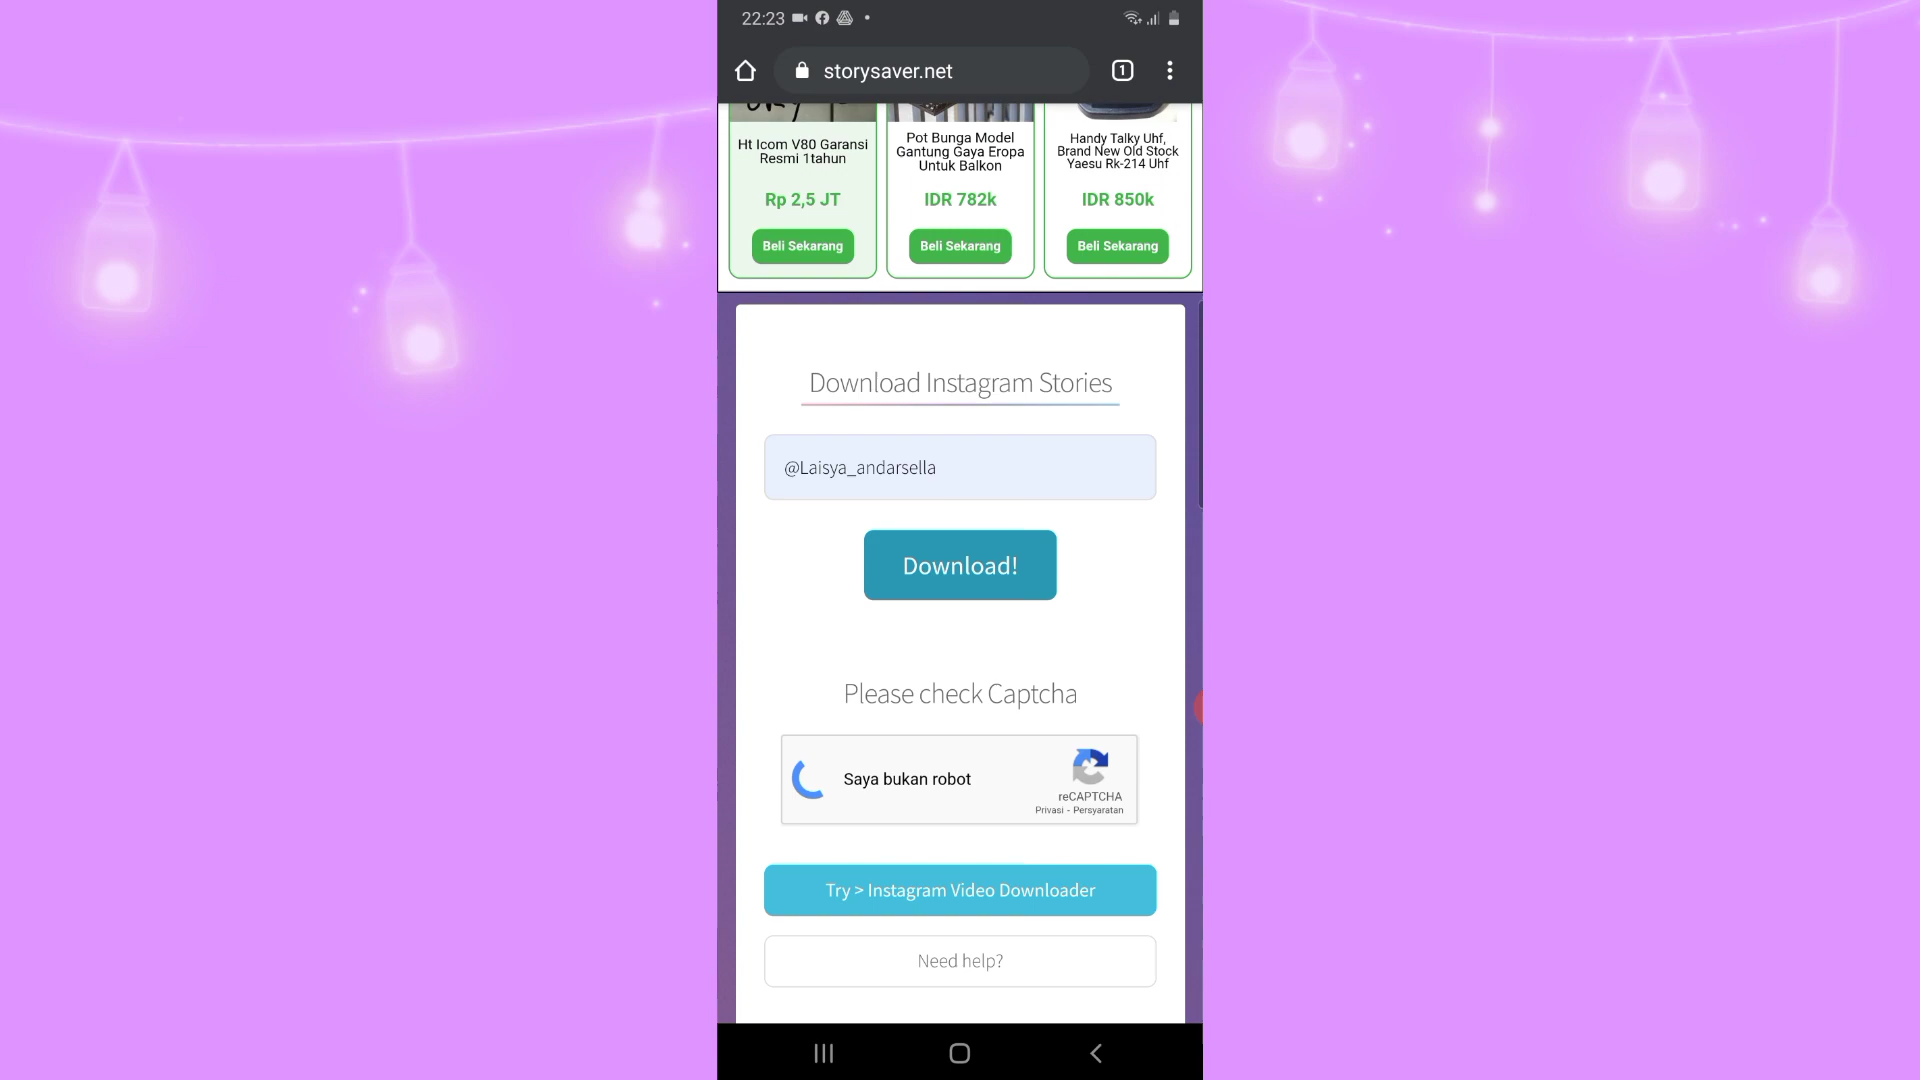 22:23
storysaver.net
1
Ht Icom V80 Garansi
Resmi 1tahun
Rp 2,5 JT
Beli Sekarang
Pot Bunga Model
Gantung Gaya Eropa
Untuk Balkon
IDR 782k
Beli Sekarang
Handy Talky Uhf,
Brand New Old Stock
Yaesu Rk-214 Uhf
IDR 850k
Beli Sekarang
Download Instagram Stories
@Laisya_andarsella
Download!
Please check Captcha
Saya bukan robot
reCAPTCHA
Privasi - Persyaratan
Try > Instagram Video Downloader
Need help?